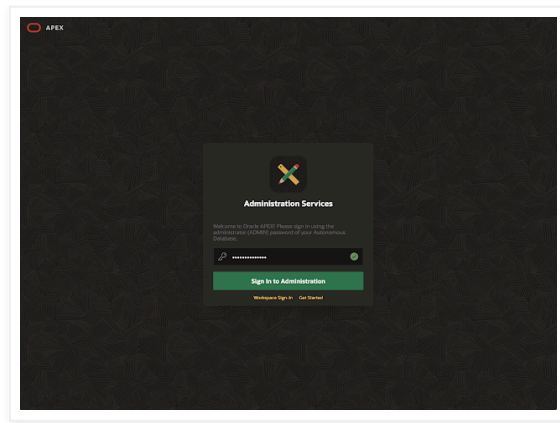 APEX
Administration Services
Welcome to Oracle APEX! Please sign in using the
administrator (ADMIN) password of your Autonomous
Database.
Sign In to Administration
Workspace Sign-In Get Started